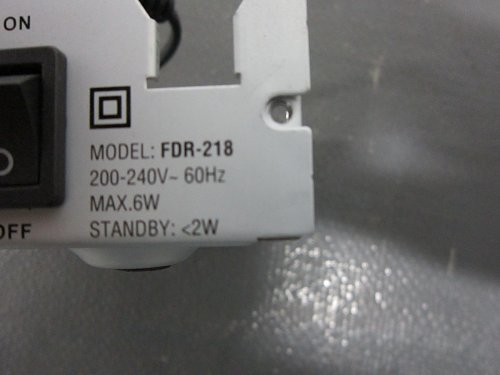 ON
MODEL: FDR-218
200-240V~ 60Hz
MAX.6W
STANDBY: <2W
OFF